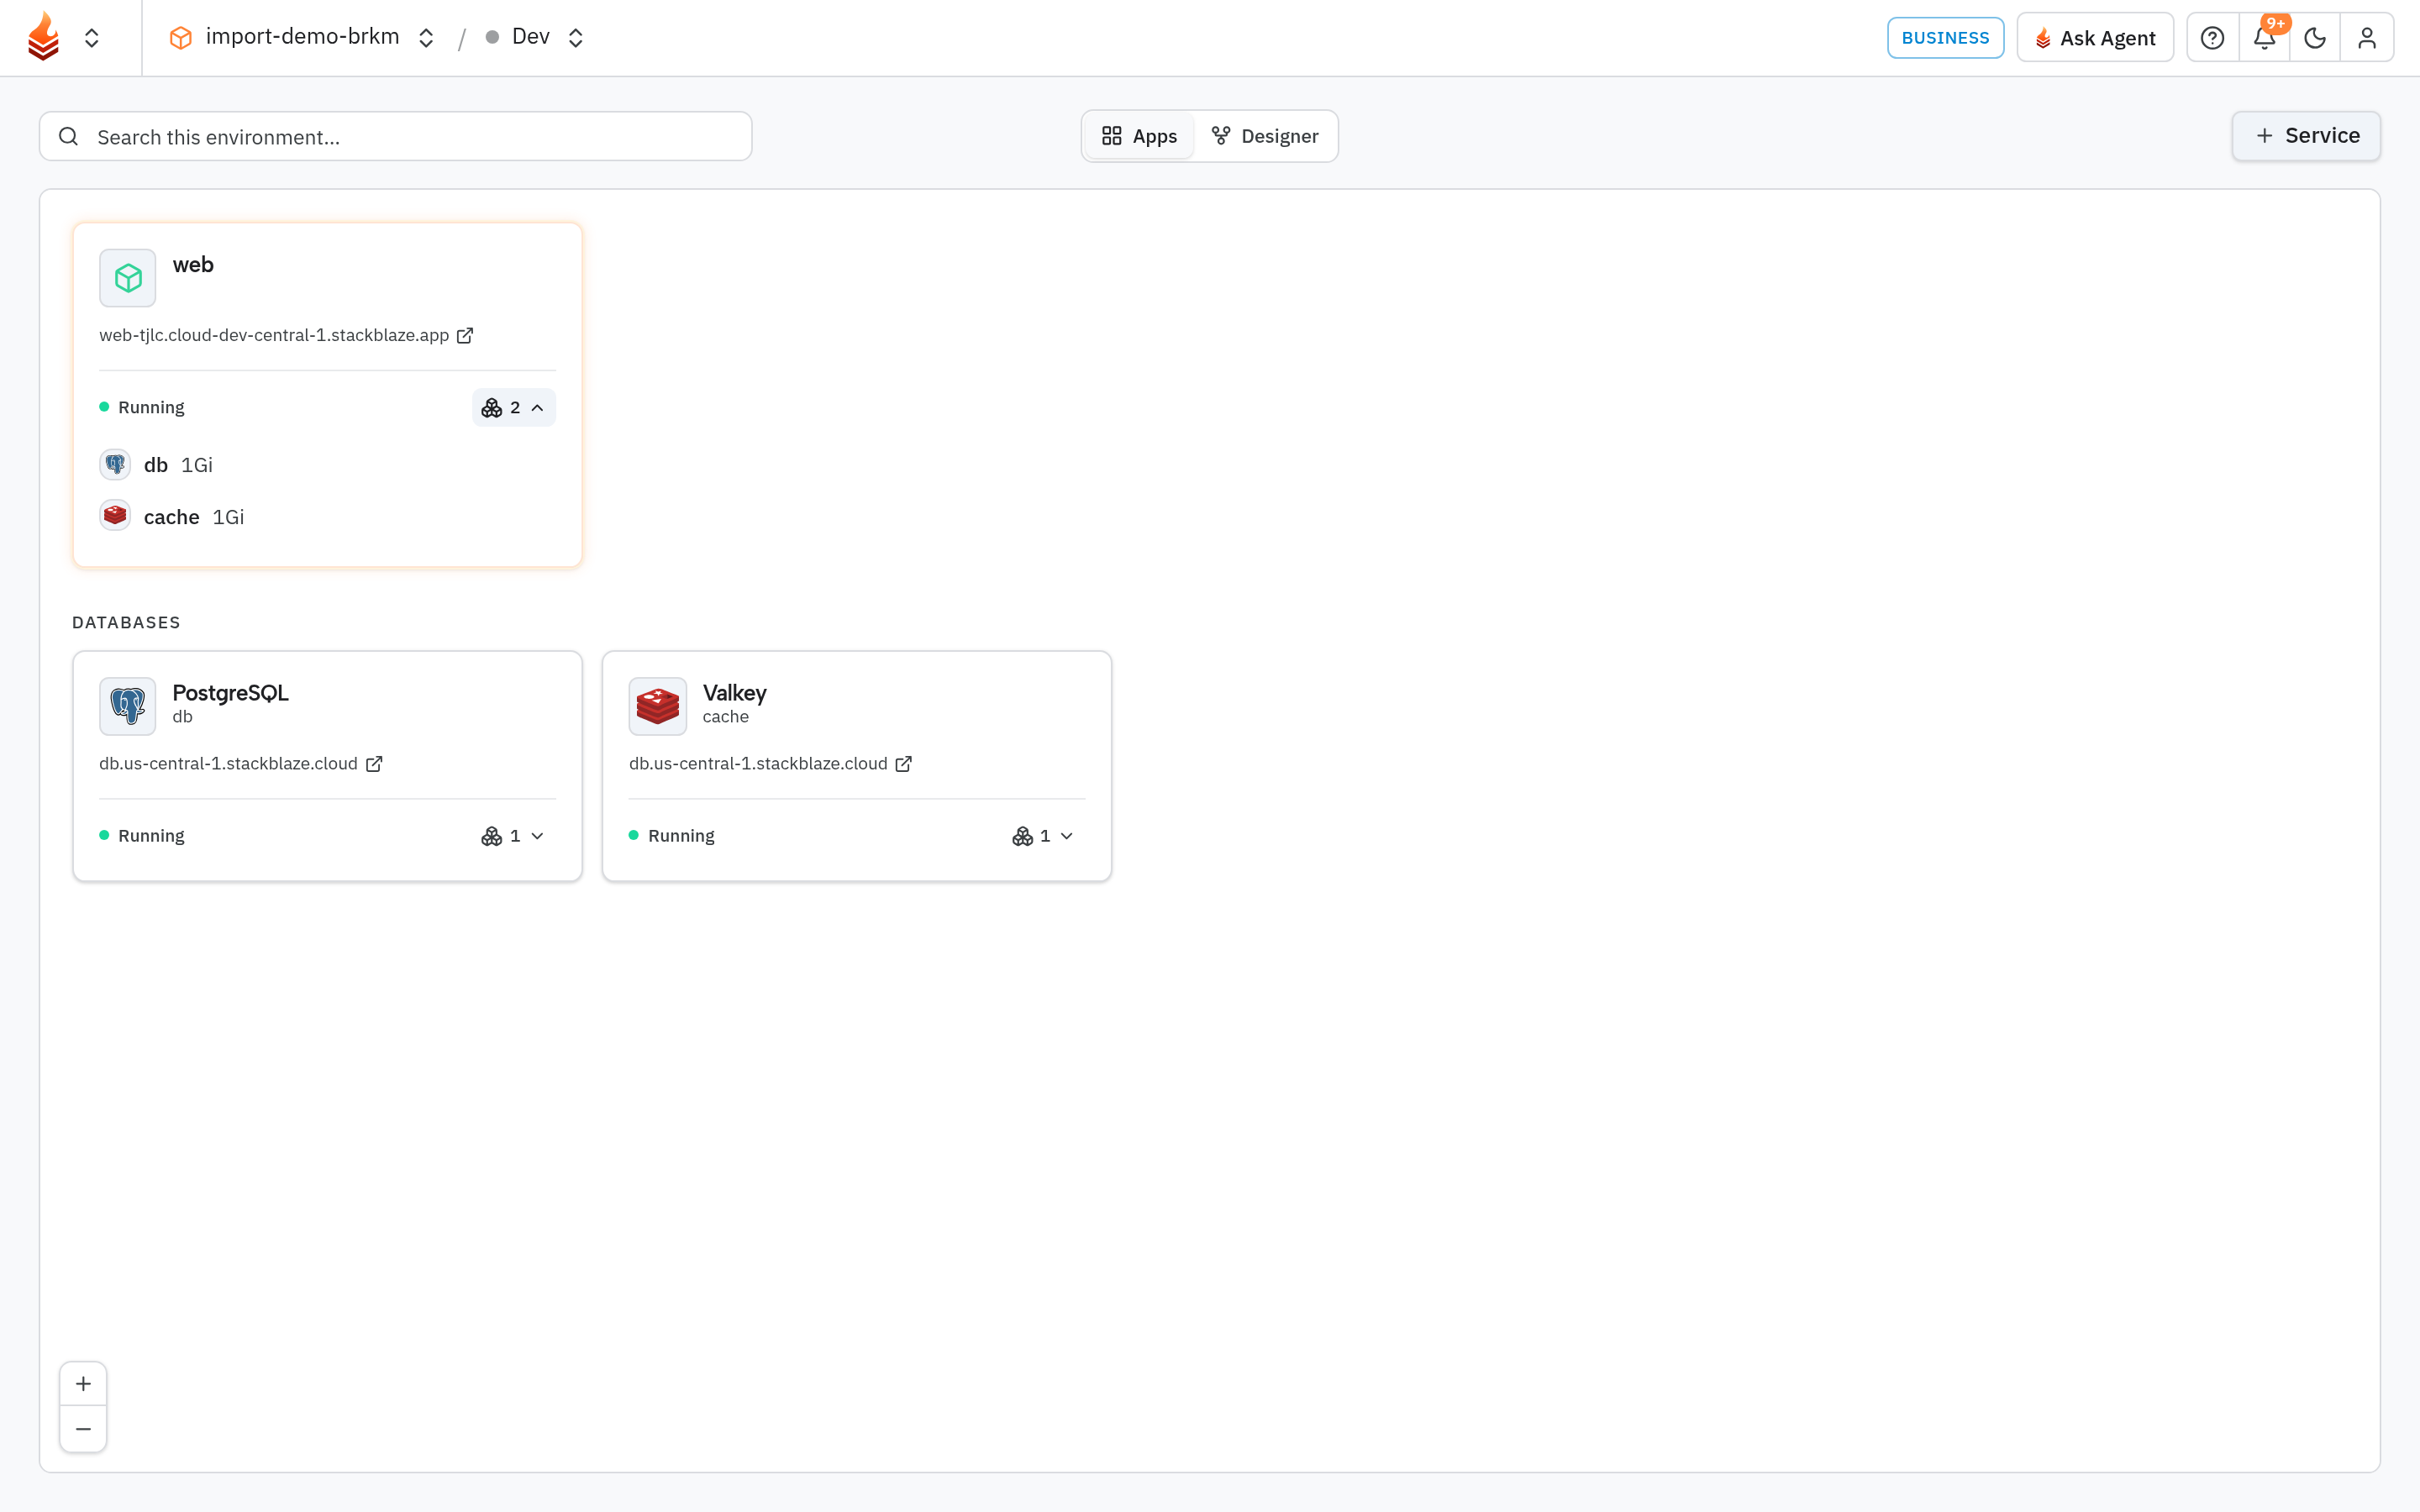 import-demo-brkm / Dev
BUSINESS
Ask Agent
9+
Search this environment...
Apps
Designer
+ Service
web
web-tjlc.cloud-dev-central-1.stackblaze.app
Running
2
db 1Gi
cache 1Gi
DATABASES
PostgreSQL
db
db.us-central-1.stackblaze.cloud
Running
1
Valkey
cache
db.us-central-1.stackblaze.cloud
Running
1